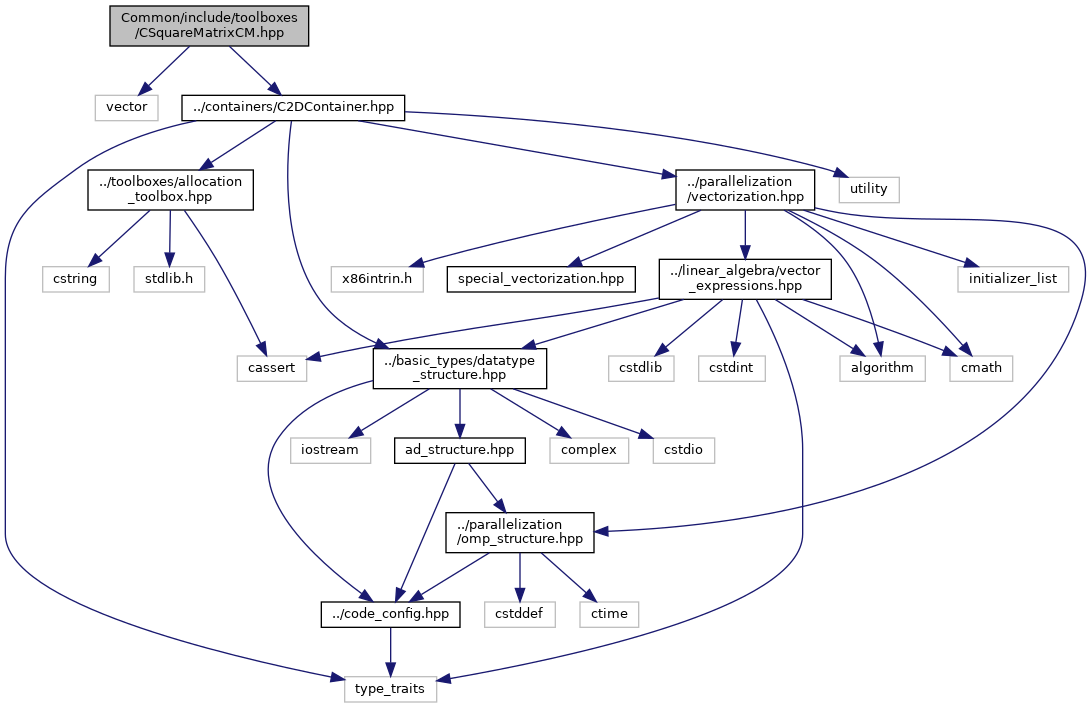 Common/include/toolboxes
/CSquareMatrixCM.hpp
vector
../containers/C2DContainer.hpp
../toolboxes/allocation
_toolbox.hpp
../parallelization
/vectorization.hpp
utility
cstring
stdlib.h
x86intrin.h
special_vectorization.hpp
../linear_algebra/vector
_expressions.hpp
initializer_list
cassert
../basic_types/datatype
_structure.hpp
cstdlib
cstdint
algorithm
cmath
iostream
ad_structure.hpp
complex
cstdio
../parallelization
/omp_structure.hpp
../code_config.hpp
cstddef
ctime
type_traits